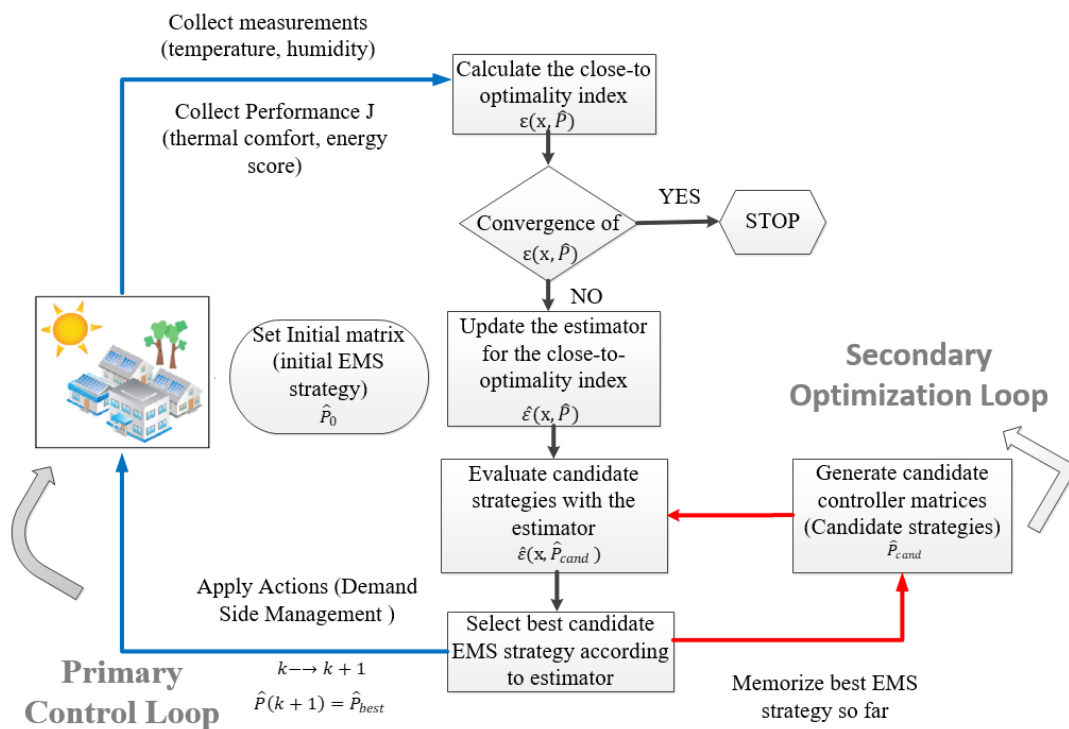 Collect measurements
(temperature, humidity)
Collect Performance J
(thermal comfort, energy
score)
Calculate the close-to
optimality index
ε(x, P̂)
Convergence of
ε(x, P̂)
YES
STOP
NO
Set Initial matrix
(initial EMS
strategy)
P̂₀
Update the estimator
for the close-to-
optimality index
ε̂(x, P̂)
Secondary
Optimization Loop
Evaluate candidate
strategies with the
estimator
ε̂(x, P̂cand )
Generate candidate
controller matrices
(Candidate strategies)
P̂cand
Apply Actions (Demand
Side Management )
Select best candidate
EMS strategy according
to estimator
k⟶ k + 1
P̂(k + 1) = P̂best
Primary
Control Loop
Memorize best EMS
strategy so far